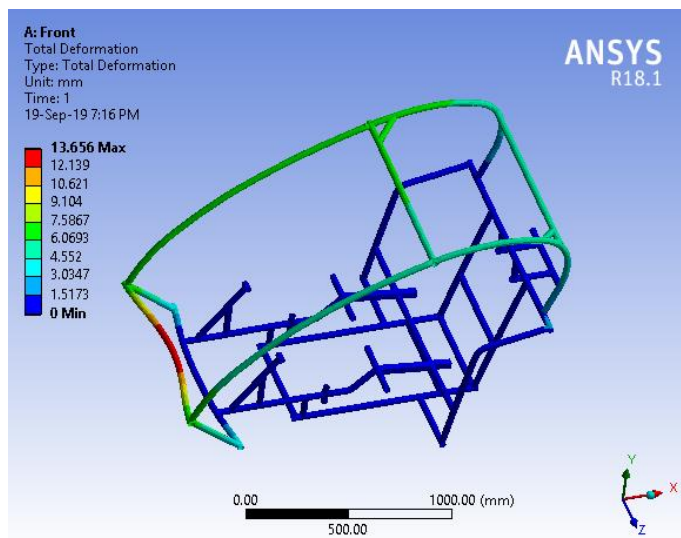 A: Front
Total Deformation
Type: Total Deformation
Unit: mm
Time: 1
19-Sep-19 7:16 PM
ANSYS
R18.1
13.656 Max
12.139
10.621
9.104
7.5867
6.0693
4.552
3.0347
1.5173
0 Min
0.00
1000.00 (mm)
500.00
Y
X
Z